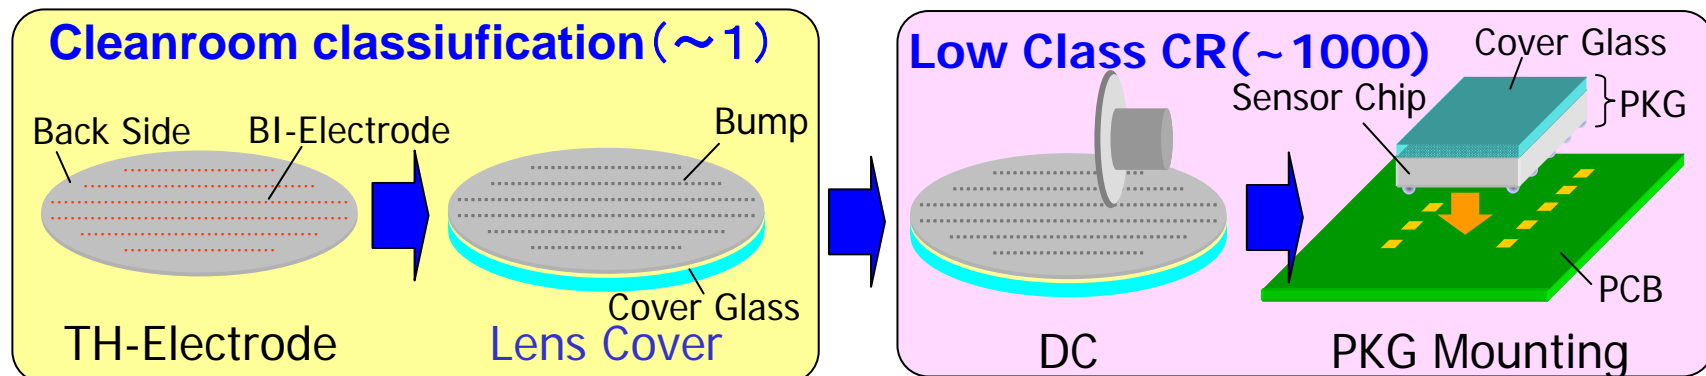 Cleanroom classiufication(～1)
Back Side
BI-Electrode
Bump
Cover Glass
TH-Electrode
Lens Cover
Low Class CR(~1000)
Cover Glass
Sensor Chip
PKG
PCB
DC
PKG Mounting